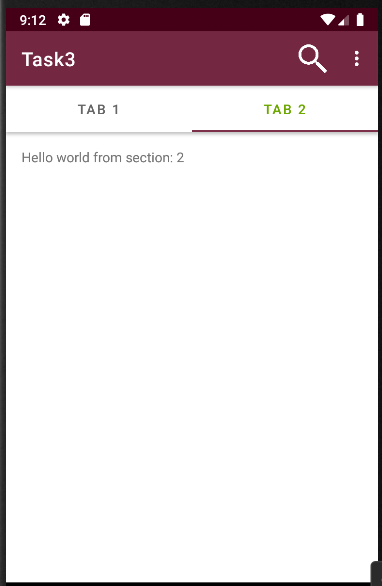 9:12
Task3
TAB 1
TAB 2
Hello world from section: 2